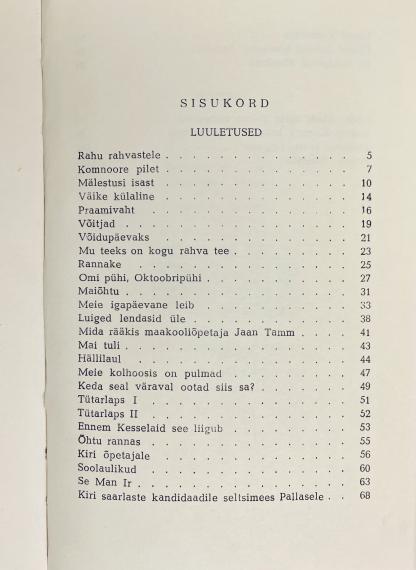 SISUKORD
LUULETUSED
Rahu rahvastele . . . . . . . . . . . . . . 5
Komnoore pilet . . . . . . . . . . . . . . 7
Mälestusi isast . . . . . . . . . . . . . . 10
Väike külaline . . . . . . . . . . . . . . 14
Praamivaht . . . . . . . . . . . . . . 16
Võitjad . . . . . . . . . . . . . . 19
Võidupäevaks . . . . . . . . . . . . . . 21
Mu teeks on kogu rahva tee . . . . . . . . . 23
Rannake . . . . . . . . . . . . . . 25
Omi pühi, Oktoobripühi . . . . . . . . . . 27
Maiõhtu . . . . . . . . . . . . . . 31
Meie igapäevane leib . . . . . . . . . . . 33
Luiged lendasid üle . . . . . . . . . . . . 38
Mida rääkis maakooliõpetaja Jaan Tamm . . . . 41
Mai tuli . . . . . . . . . . . . . . 43
Hällilaul . . . . . . . . . . . . . . 44
Meie kolhoosis on pulmad . . . . . . . . . 47
Keda seal väraval ootad siis sa? . . . . . . . 49
Tütarlaps I . . . . . . . . . . . . . . 51
Tütarlaps II . . . . . . . . . . . . . . 52
Ennem Kesselaid see liigub . . . . . . . . . 53
Õhtu rannas . . . . . . . . . . . . . . 55
Kiri õpetajale . . . . . . . . . . . . . . 56
Soolaulikud . . . . . . . . . . . . . . 60
Se Man Ir . . . . . . . . . . . . . . 63
Kiri saarlaste kandidaadile seltsimees Pallasele . . 68